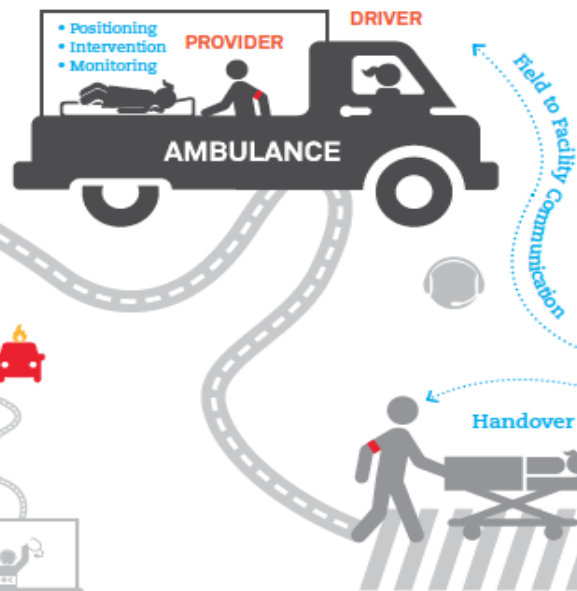 DRIVER
• Positioning
• Intervention
• Monitoring
PROVIDER
AMBULANCE
Field to Facility Communication
Handover